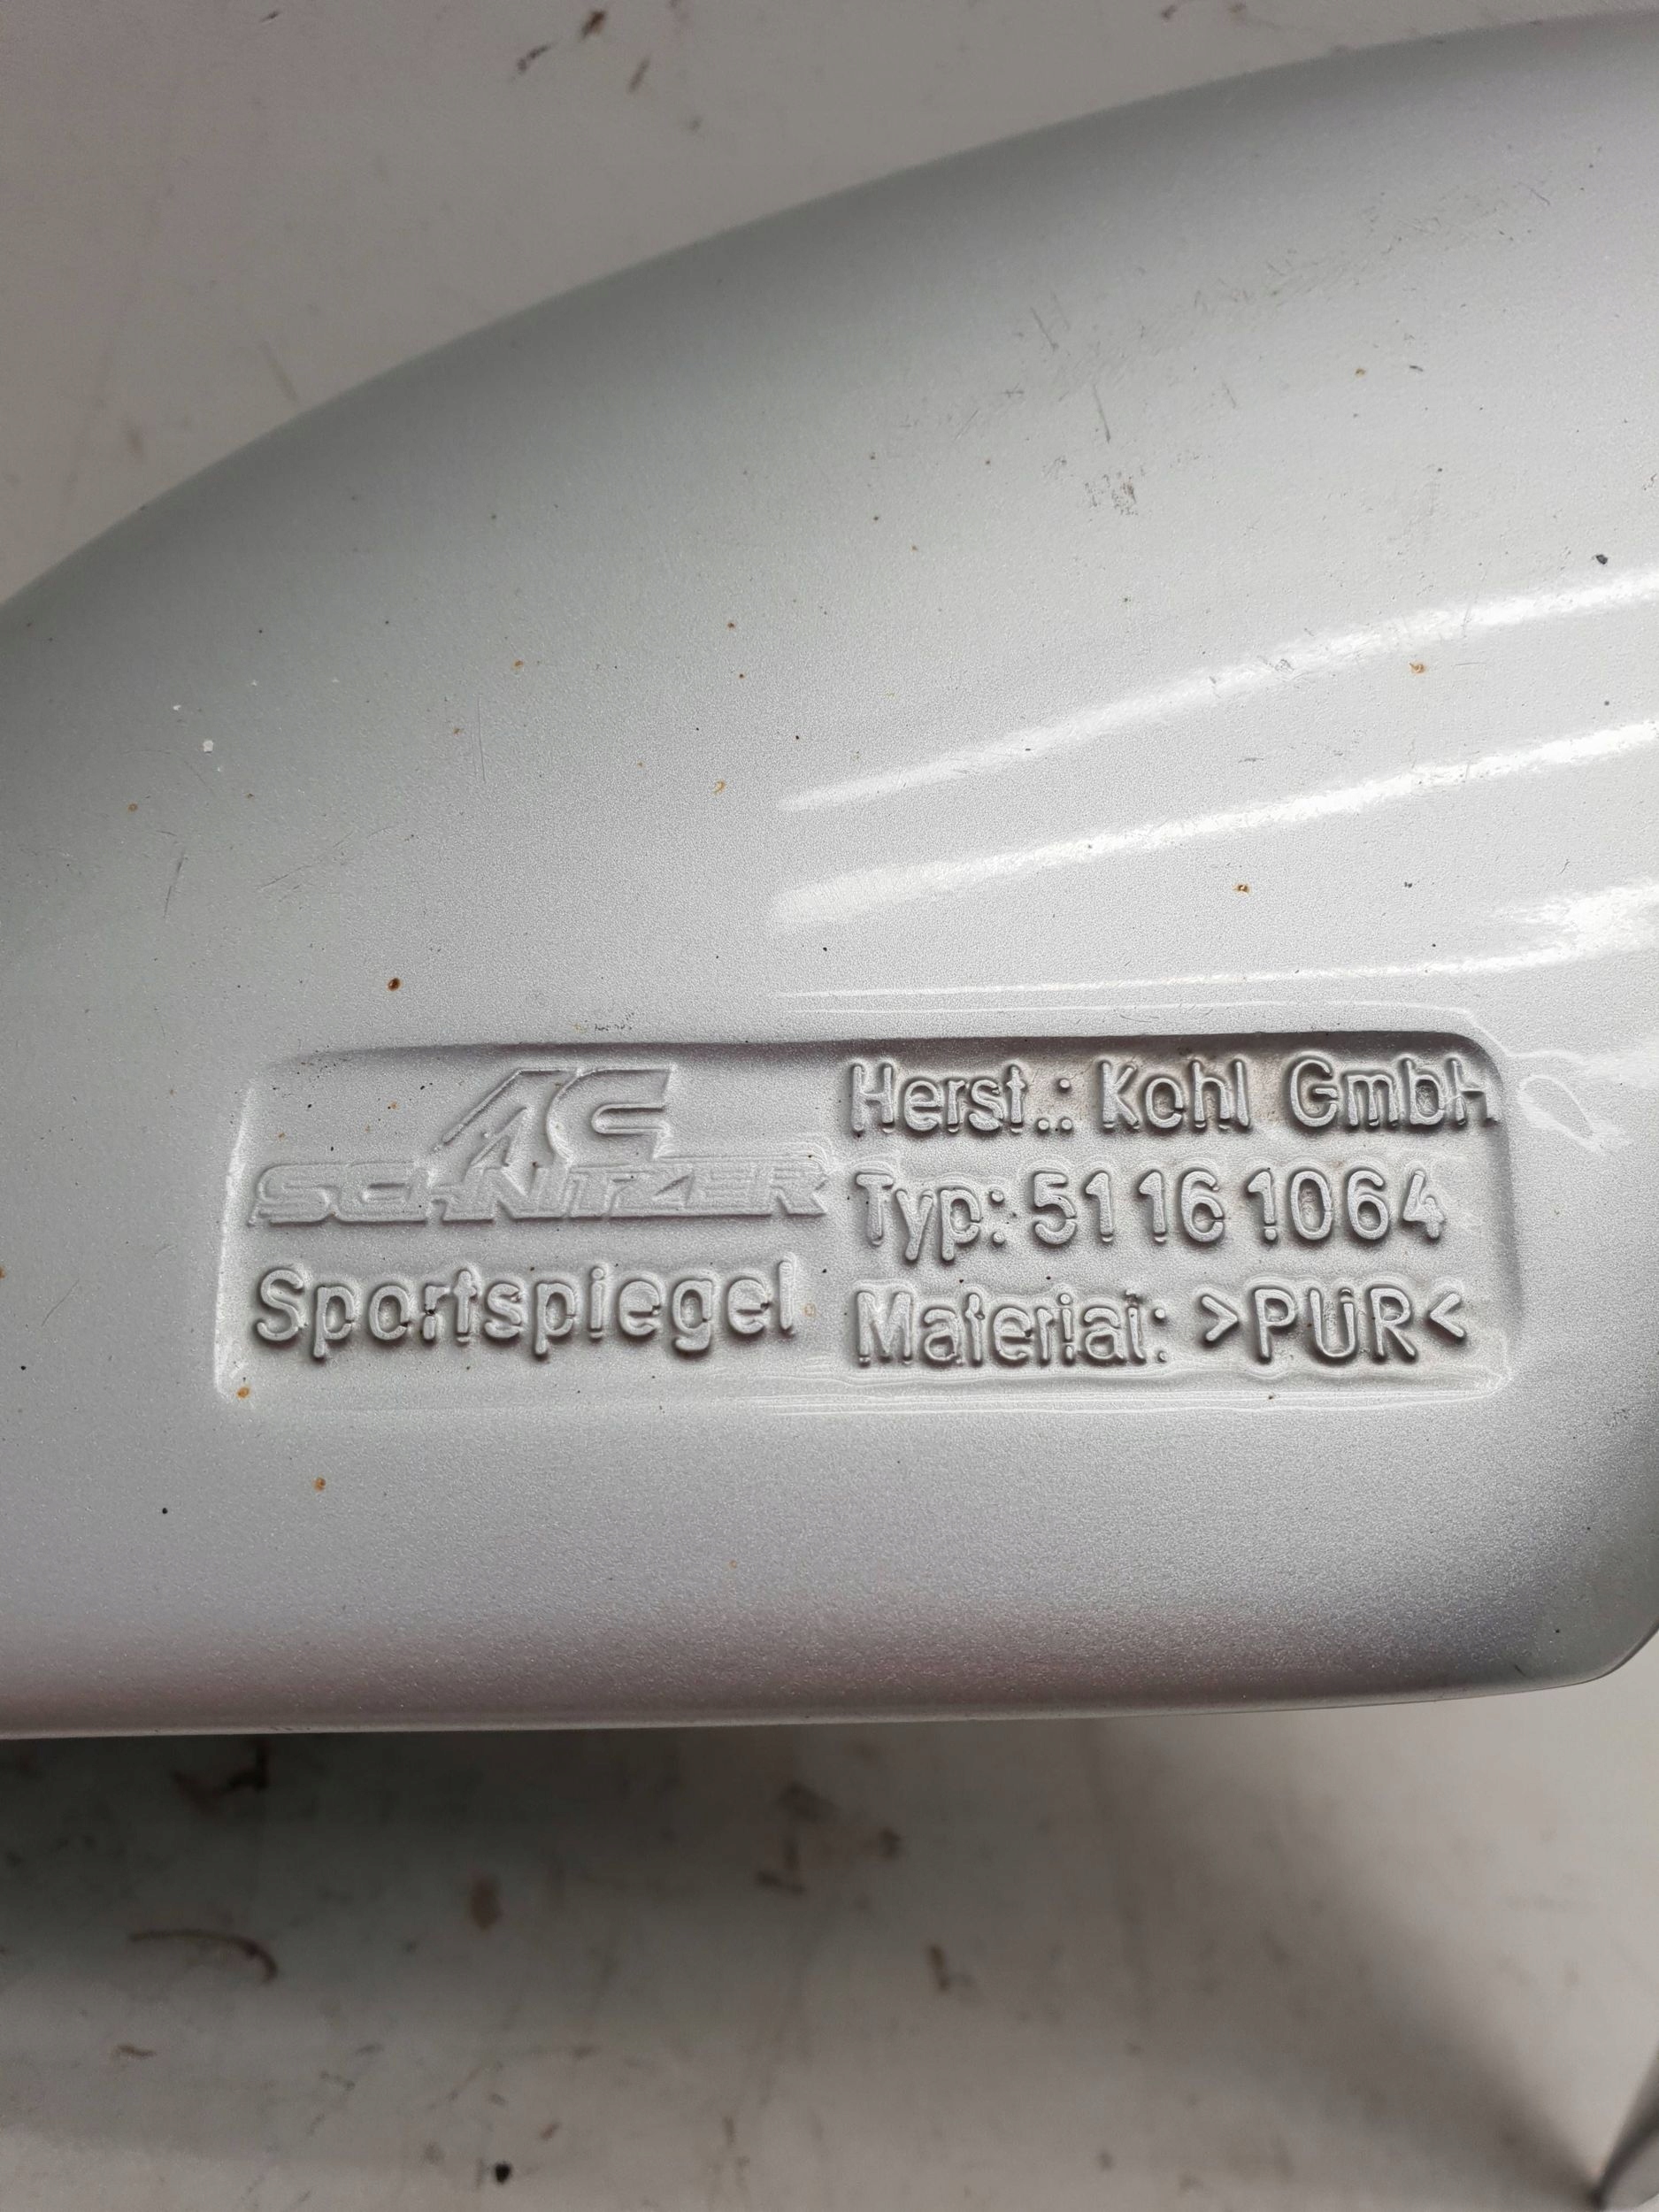 AC
SCHNITZER
Sportspiegel
Herst.: Kohl GmbH
Typ: 51 16 1064
Material: >PUR<